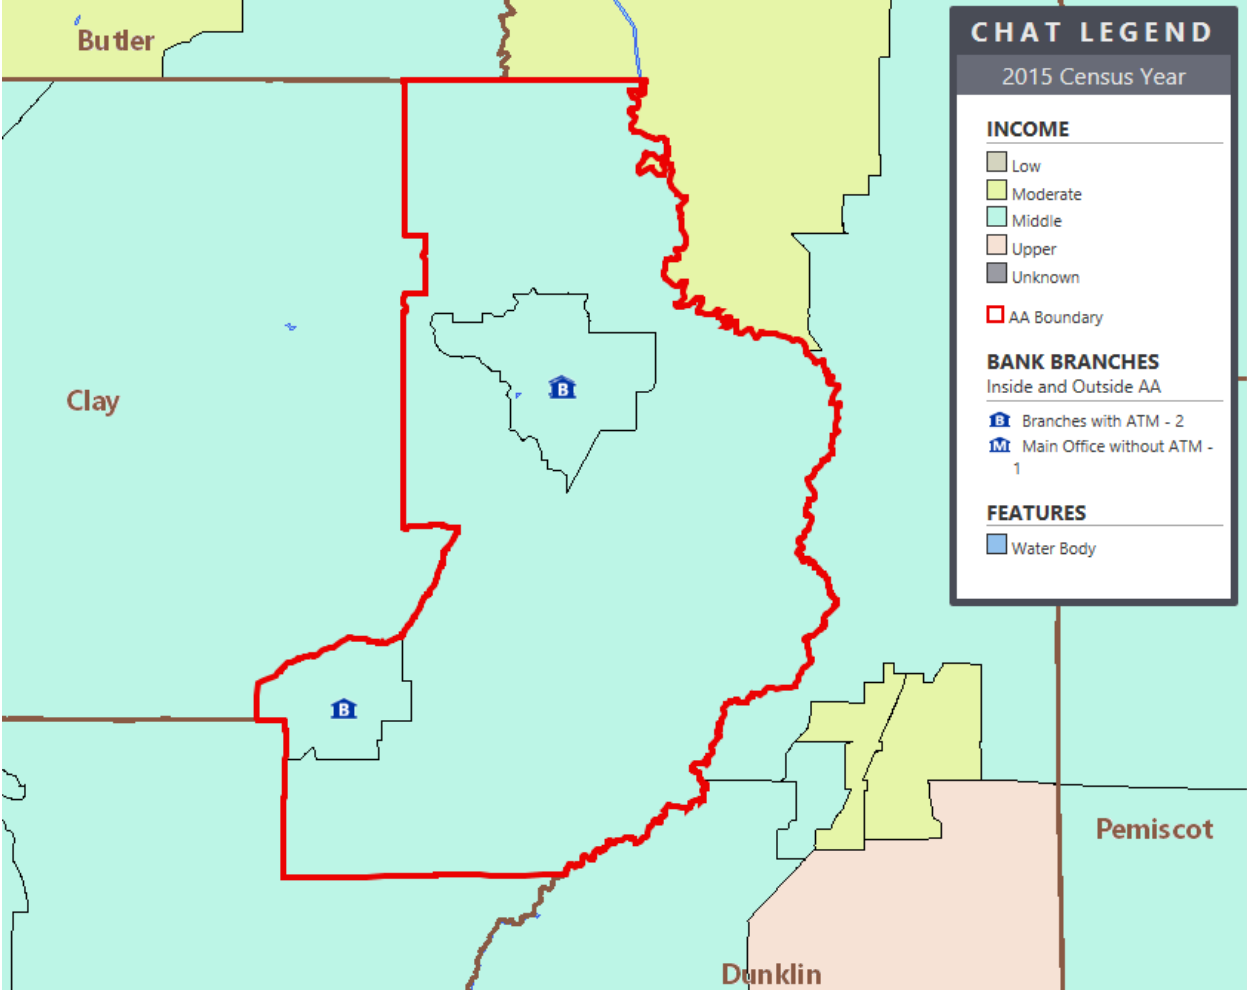 Butler
Clay
Pemiscot
Dunklin
CHAT LEGEND
2015 Census Year
INCOME
Low
Moderate
Middle
Upper
Unknown
AA Boundary
BANK BRANCHES
Inside and Outside AA
B Branches with ATM - 2
M Main Office without ATM -
1
FEATURES
Water Body
B
B